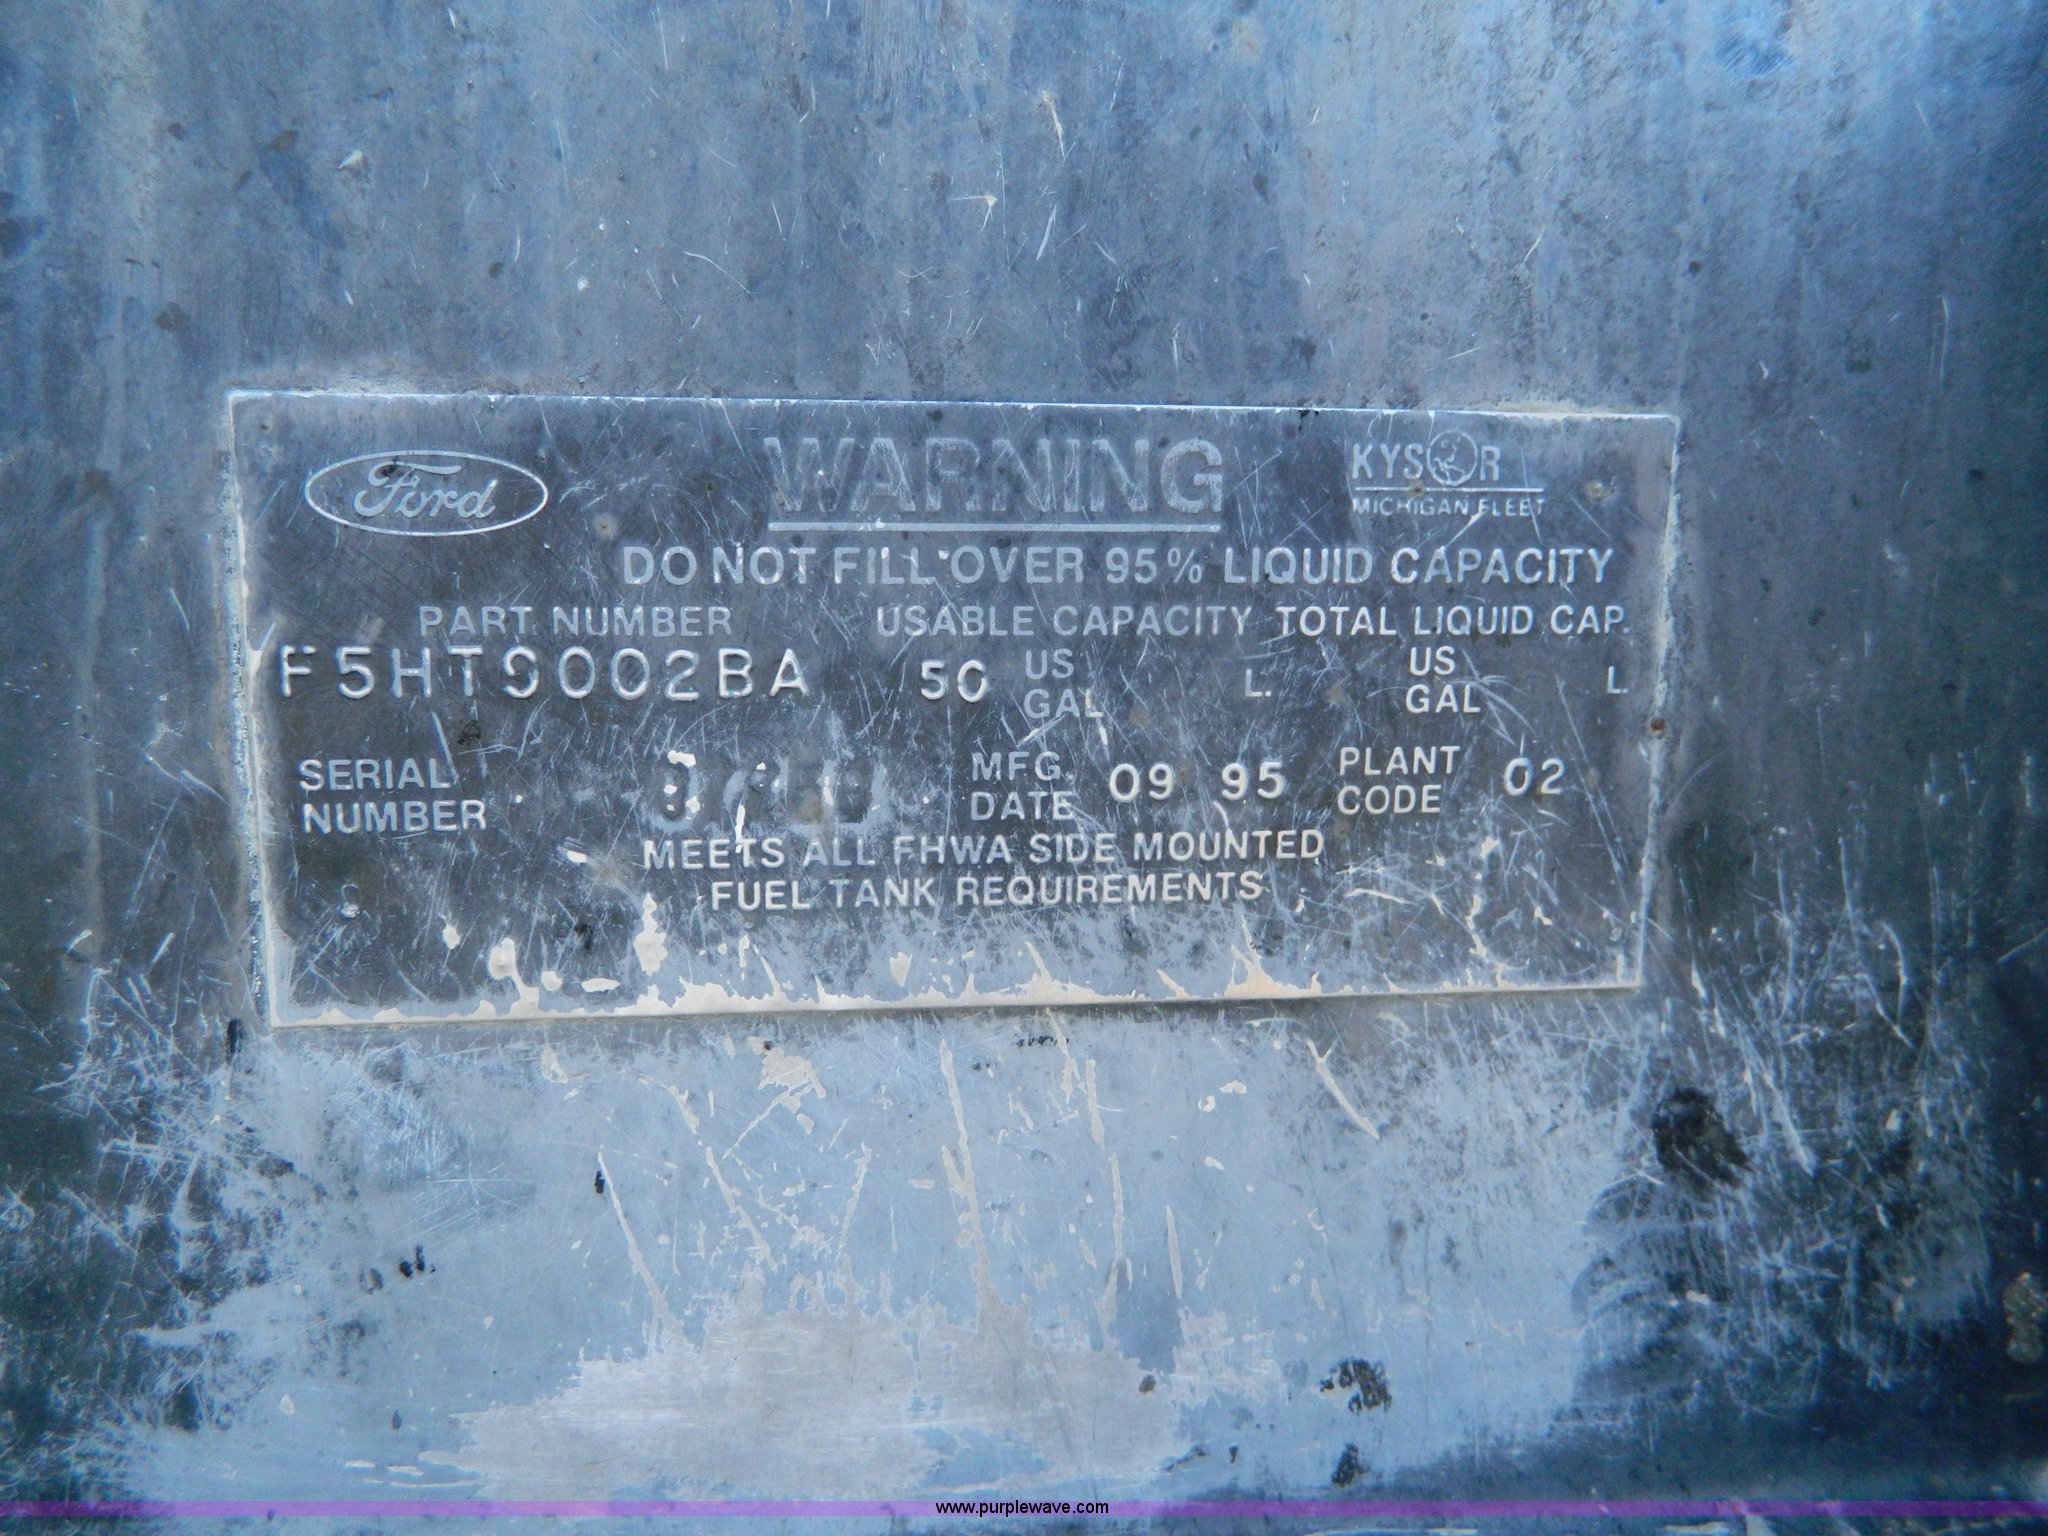 Ford
WARNING
KYSOR
MICHIGAN FLEET
DO NOT FILL OVER 95% LIQUID CAPACITY
PART NUMBER USABLE CAPACITY TOTAL LIQUID CAP.
F5HT9002BA 50 US GAL L. US GAL L.
SERIAL NUMBER MFG. DATE 09 95 PLANT CODE 02
MEETS ALL FHWA SIDE MOUNTED
FUEL TANK REQUIREMENTS
www.purplewave.com